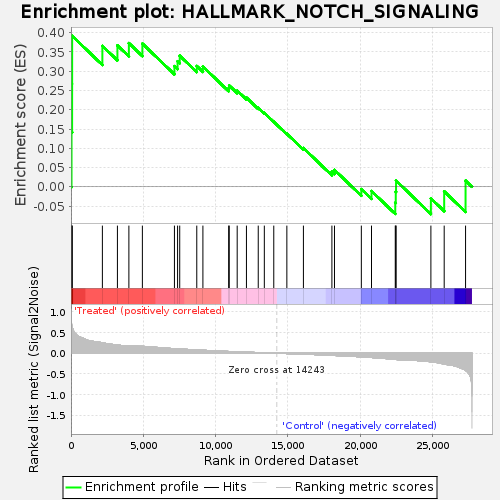 Enrichment plot: HALLMARK_NOTCH_SIGNALING
Enrichment score (ES)
0.40
0.35
0.30
0.25
0.20
0.15
0.10
0.05
0.00
-0.05
'Treated' (positively correlated)
Ranked list metric (Signal2Noise)
1.0
0.5
0.0
-0.5
-1.0
-1.5
Zero cross at 14243
'Control' (negatively correlated)
0
5,000
10,000
15,000
20,000
25,000
Rank in Ordered Dataset
Enrichment profile
Hits
Ranking metric scores